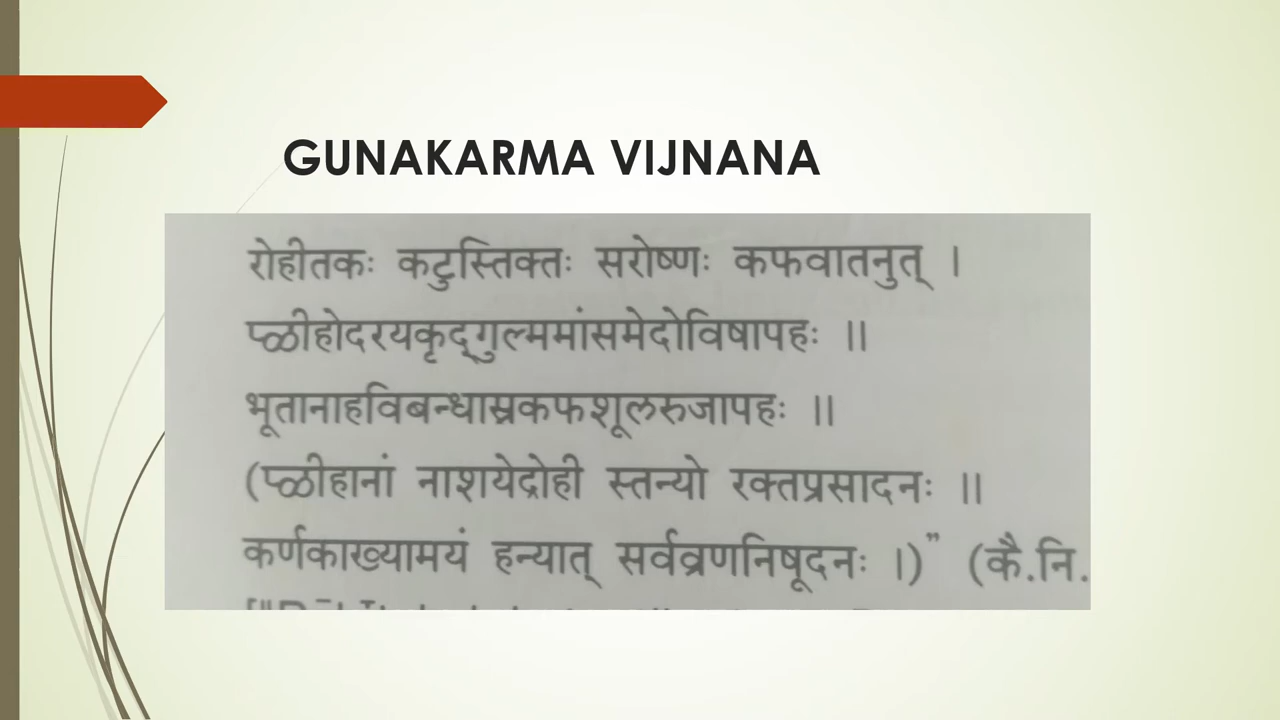 GUNAKARMA VIJNANA
रोहीतकः कटुस्तिक्तः सरोष्णः कफवातनुत् ।
प्ळीहोदरयकृद्गुल्ममांसमेदोविषापहः ॥
भूतानाहविबन्धास्रकफशूलरुजापहः ॥
(प्ळीहानां नाशयेद्रोही स्तन्यो रक्तप्रसादनः ॥
कर्णकाख्यामयं हन्यात् सर्वव्रणनिषूदनः ।)” (कै.नि.